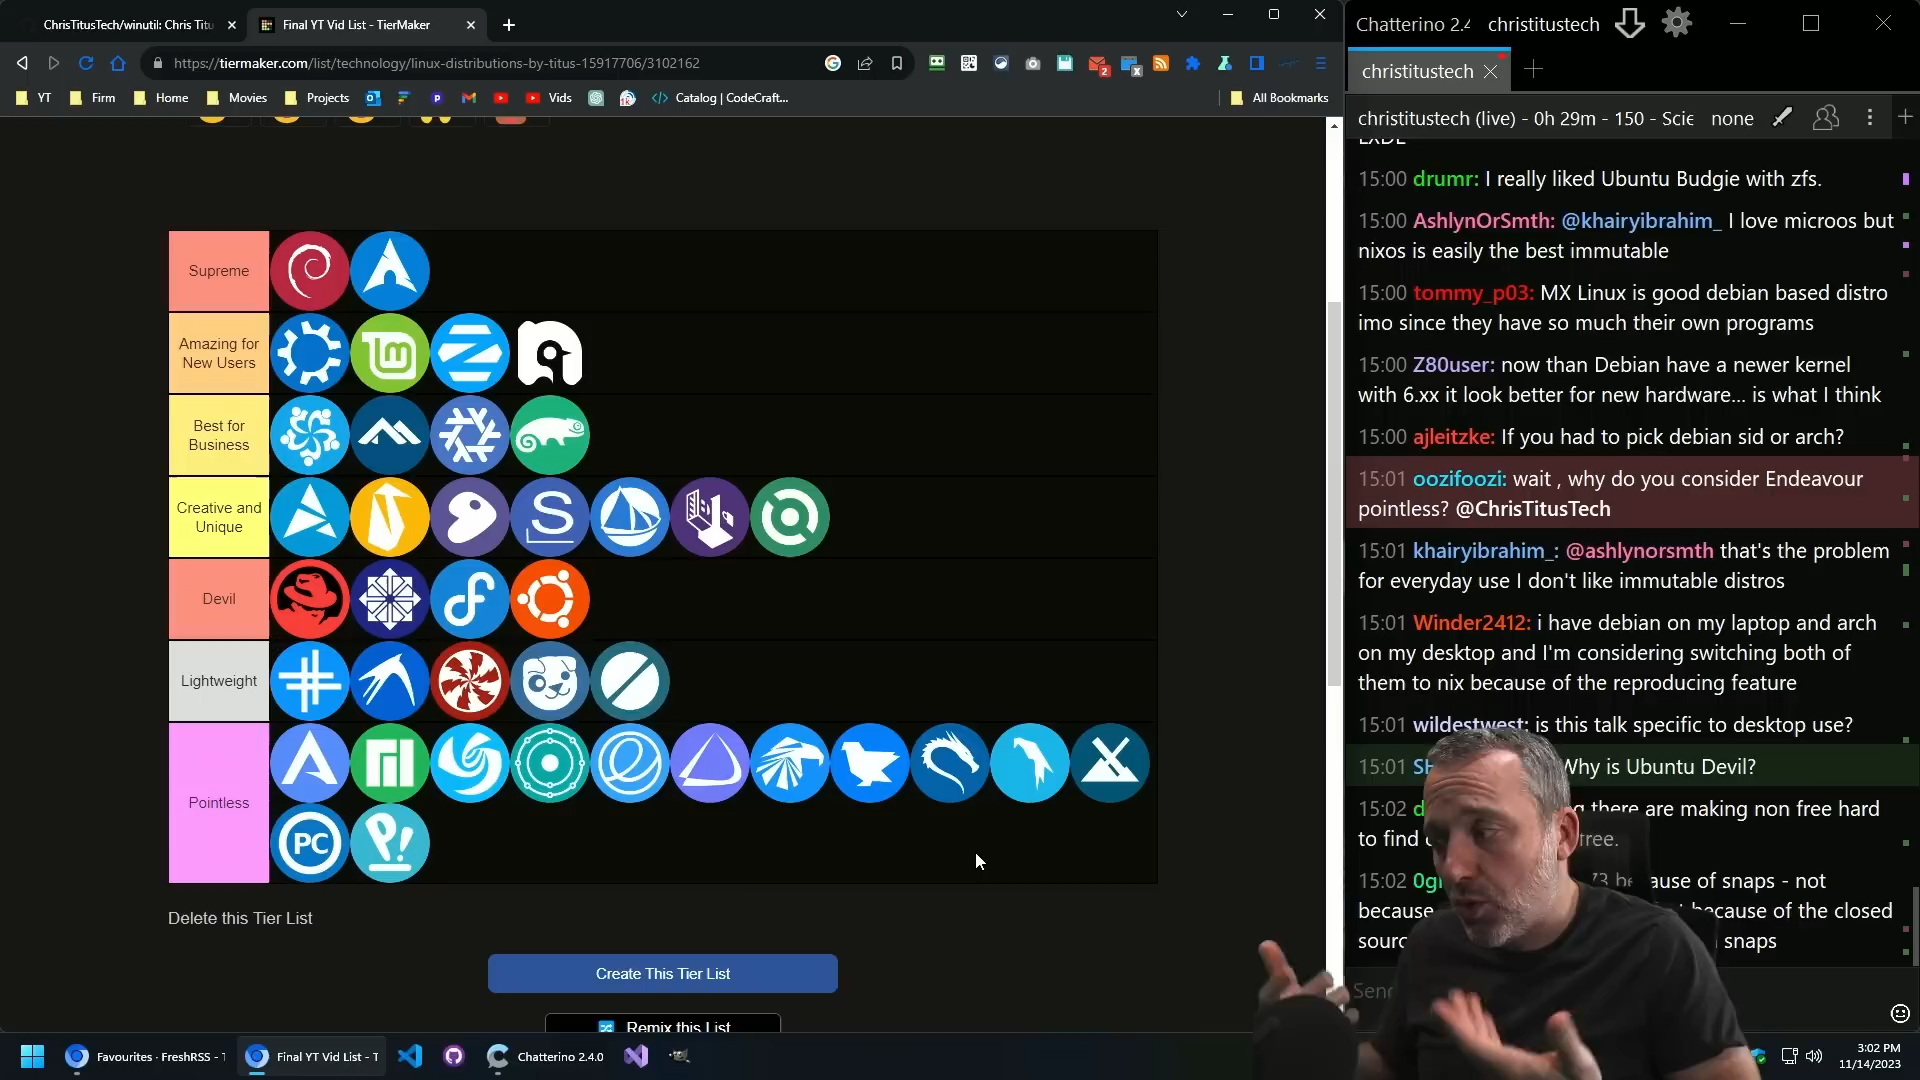 ChrisTitusTech/winutil: Chris Titu
Final YT Vid List - TierMaker
https://tiermaker.com/list/technology/linux-distributions-by-titus-15917706/3102162
YT
Firm
Home
Movies
Projects
Vids
Catalog | CodeCraft...
All Bookmarks
Supreme
Amazing for
New Users
Best for
Business
Creative and
Unique
Devil
Lightweight
Pointless
PC
P!
Delete this Tier List
Create This Tier List
Remix this List
Chatterino 2.4
christitustech
christitustech
christitustech (live) - 0h 29m - 150 - Scie
none
LXDE
15:00 drumr: I really liked Ubuntu Budgie with zfs.
15:00 AshlynOrSmth: @khairyibrahim_ I love microos but
nixos is easily the best immutable
15:00 tommy_p03: MX Linux is good debian based distro
imo since they have so much their own programs
15:00 Z80user: now than Debian have a newer kernel
with 6.xx it look better for new hardware... is what I think
15:00 ajleitzke: If you had to pick debian sid or arch?
15:01 oozifoozi: wait , why do you consider Endeavour
pointless? @ChrisTitusTech
15:01 khairyibrahim_: @ashlynorsmth that's the problem
for everyday use I don't like immutable distros
15:01 Winder2412: i have debian on my laptop and arch
on my desktop and I'm considering switching both of
them to nix because of the reproducing feature
15:01 wildestwest: is this talk specific to desktop use?
15:01 Why is Ubuntu Devil?
15:02 there are making non free hard
to find free.
15:02 because of snaps - not
because because of the closed
snaps
Favourites · FreshRSS -
Final YT Vid List - T
Chatterino 2.4.0
3:02 PM
11/14/2023